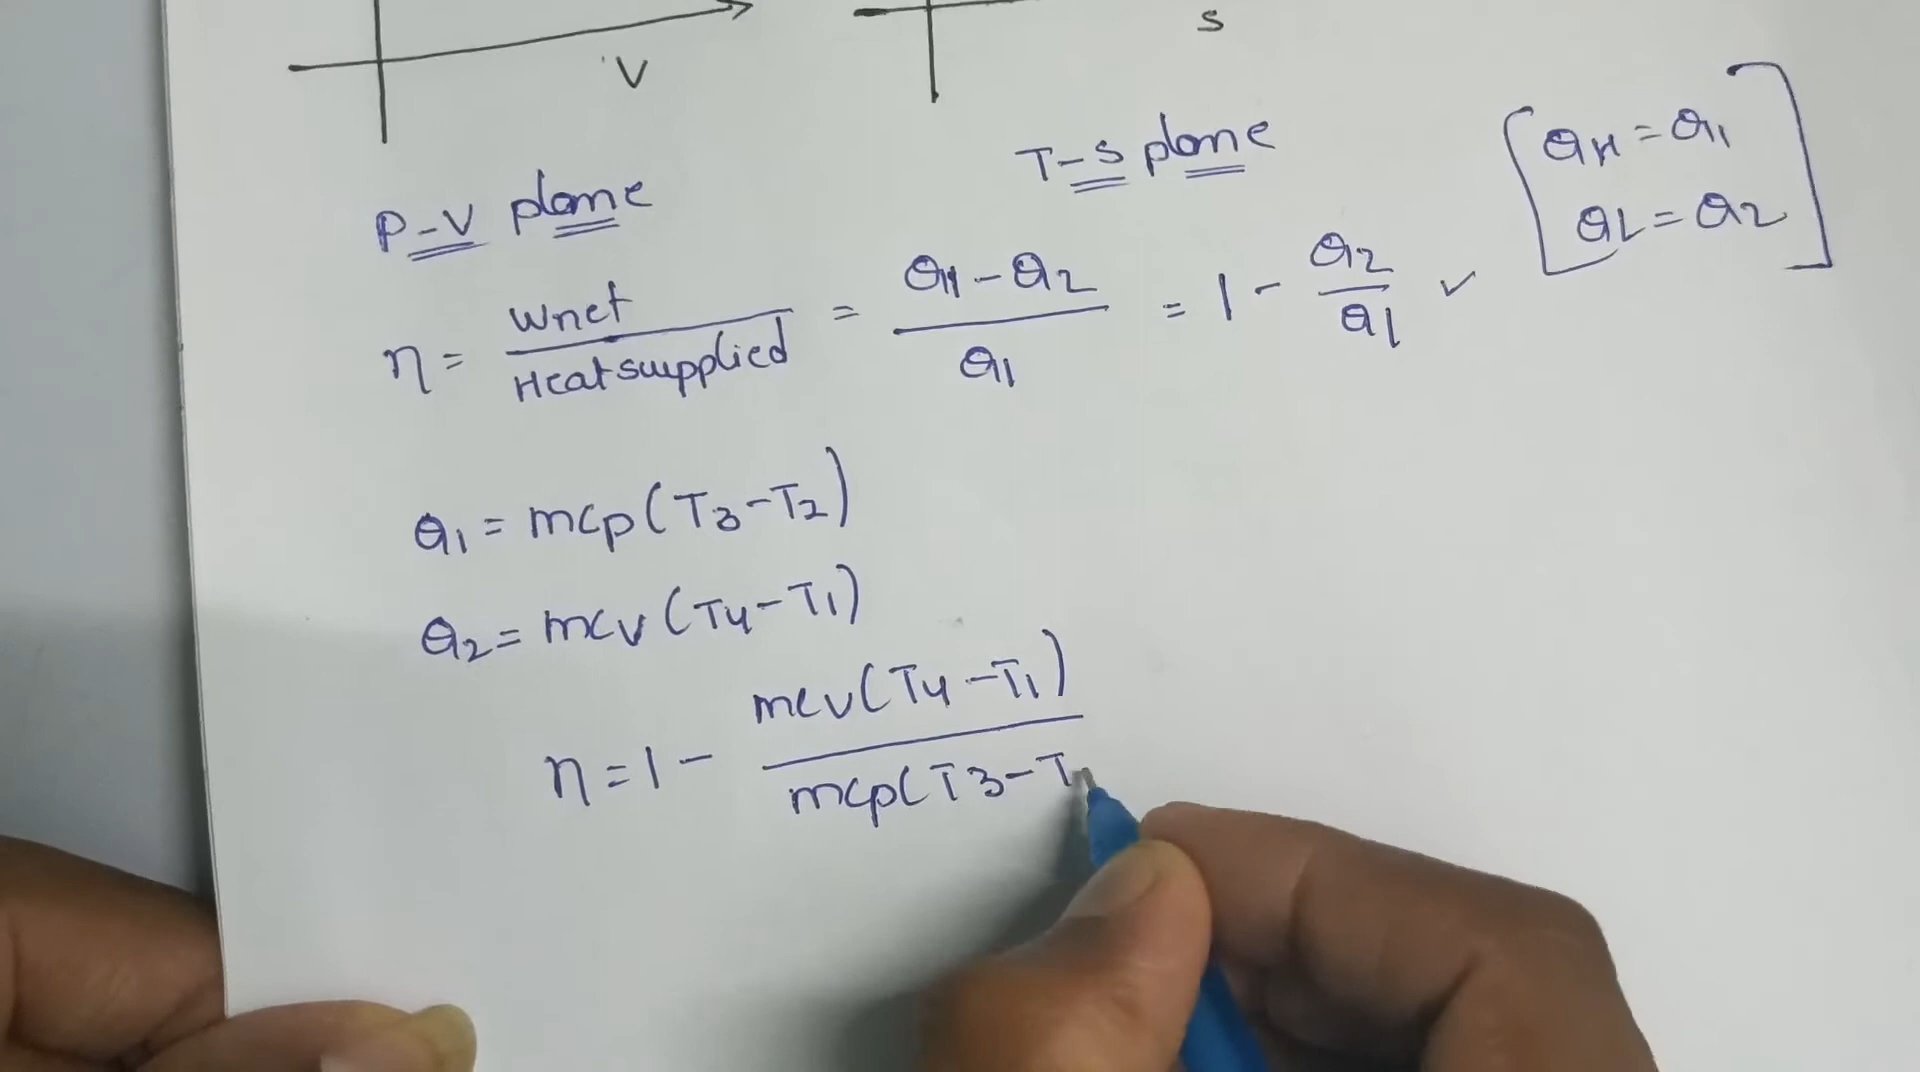 V
S
P-V plane
T-S plane
[QH = Q1
QL = Q2]
η = Wnet / Heat supplied = Q1 - Q2 / Q1 = 1 - Q2 / Q1 ✓
Q1 = mcp(T3-T2)
Q2 = mcv(T4-T1)
η = 1 - mcv(T4-T1) / mcp(T3-T